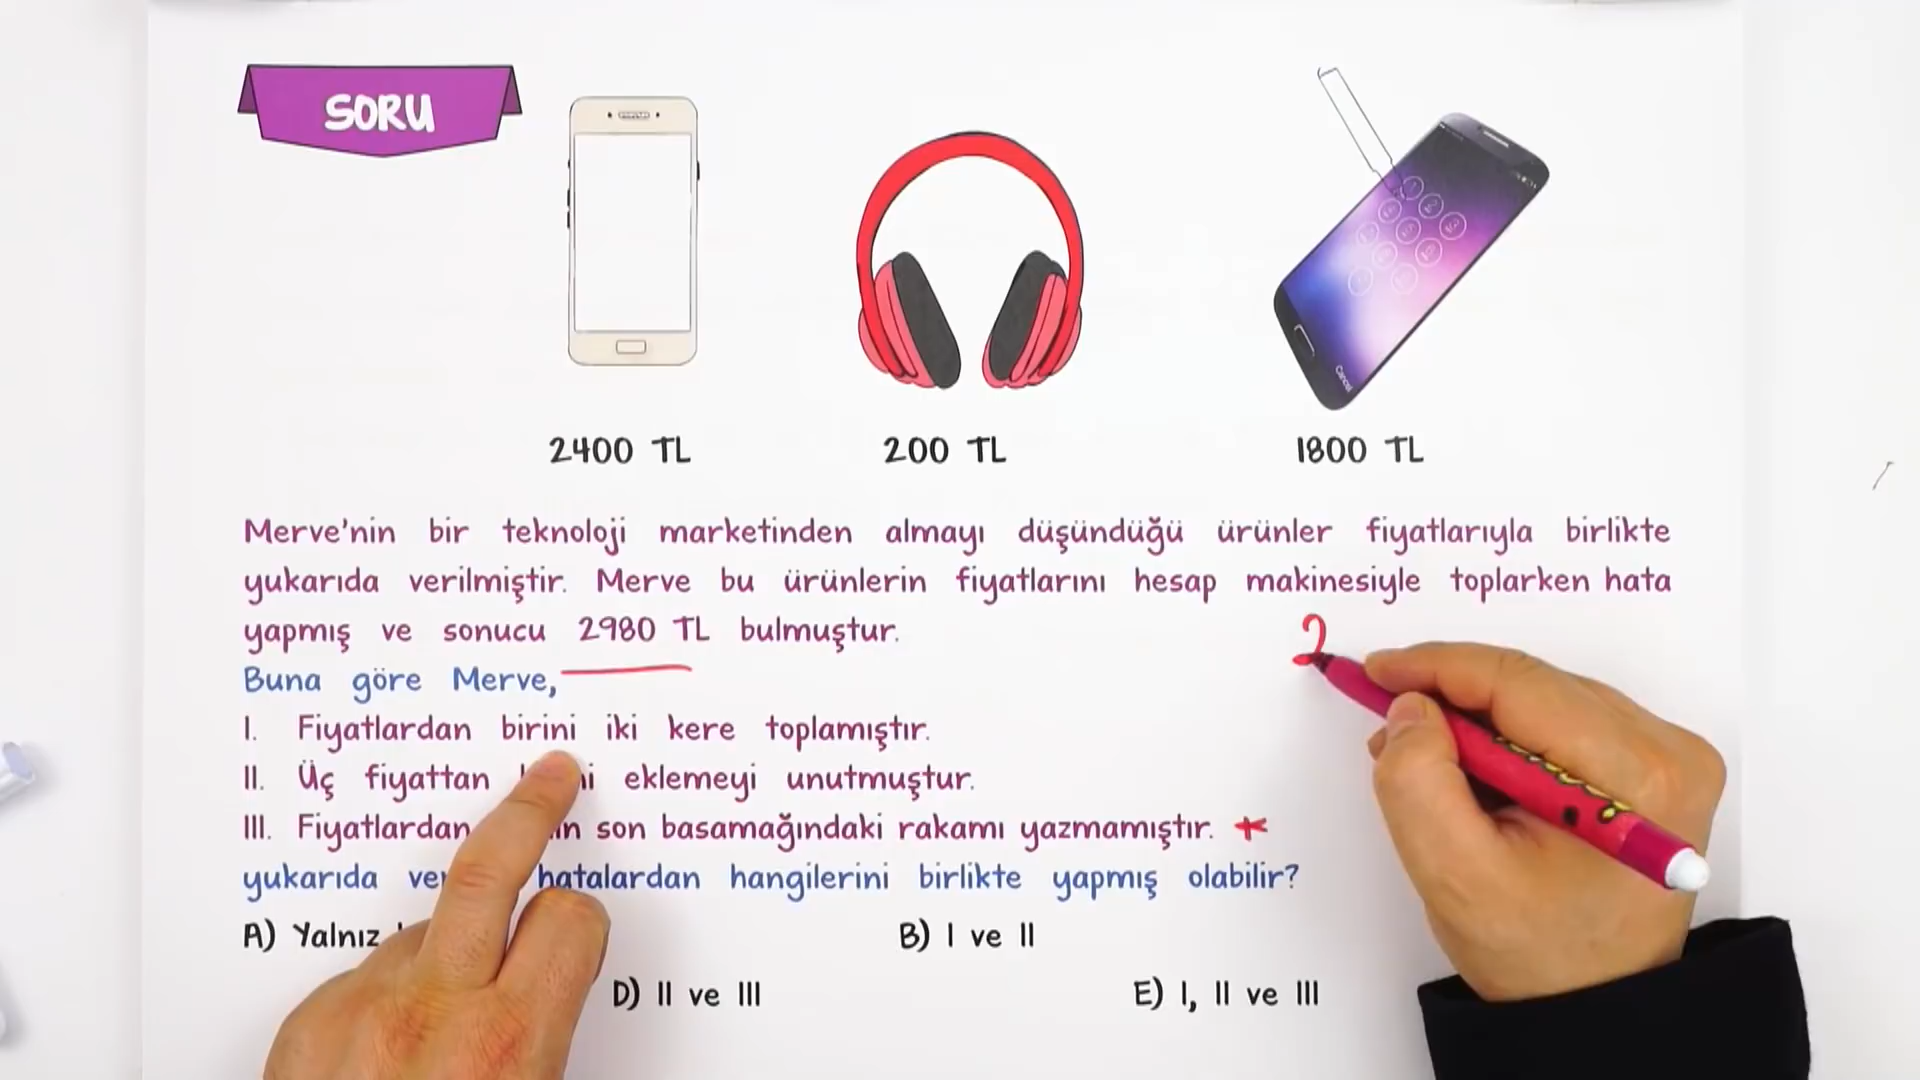 SORU
2400 TL
200 TL
1800 TL
Merve'nin bir teknoloji marketinden almayı düşündüğü ürünler fiyatlarıyla birlikte
yukarıda verilmiştir. Merve bu ürünlerin fiyatlarını hesap makinesiyle toplarken hata
yapmış ve sonucu 2980 TL bulmuştur.
2
Buna göre Merve,
I. Fiyatlardan birini iki kere toplamıştır.
II. Üç fiyattan eklemeyi unutmuştur.
III. Fiyatlardan son basamağındaki rakamı yazmamıştır.
yukarıda hatalardan hangilerini birlikte yapmış olabilir?
A) Yalnız
B) I ve II
D) II ve III
E) I, II ve III